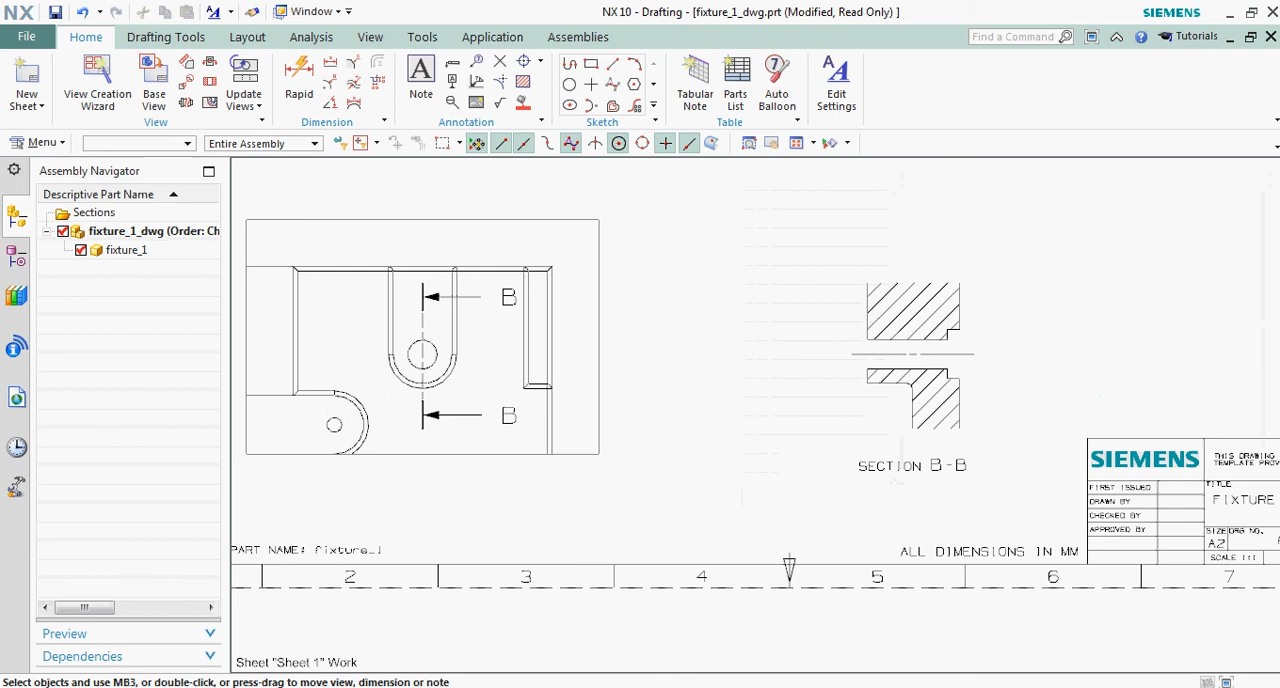 NX
Window
NX 10 - Drafting - [fixture_1_dwg.prt (Modified, Read Only) ]
SIEMENS
File
Home
Drafting Tools
Layout
Analysis
View
Tools
Application
Assemblies
Find a Command
Tutorials
New Sheet
View Creation Wizard
Base View
Update Views
Rapid
Note
Tabular Note
Parts List
Auto Balloon
Edit Settings
View
Dimension
Annotation
Sketch
Table
Menu
Entire Assembly
Assembly Navigator
Descriptive Part Name
Sections
fixture_1_dwg (Order: Ch
fixture_1
B
B
SECTION B-B
SIEMENS
THIS DRAWING
TEMPLATE PROV
FIRST ISSUED
DRAWN BY
CHECKED BY
APPROVED BY
TITLE
FIXTURE
SIZE DRG NO.
A2
SCALE 1:1
PART NAME: fixture_1
ALL DIMENSIONS IN MM
2
3
4
5
6
7
Preview
Dependencies
Sheet "Sheet 1" Work
Select objects and use MB3, or double-click, or press-drag to move view, dimension or note